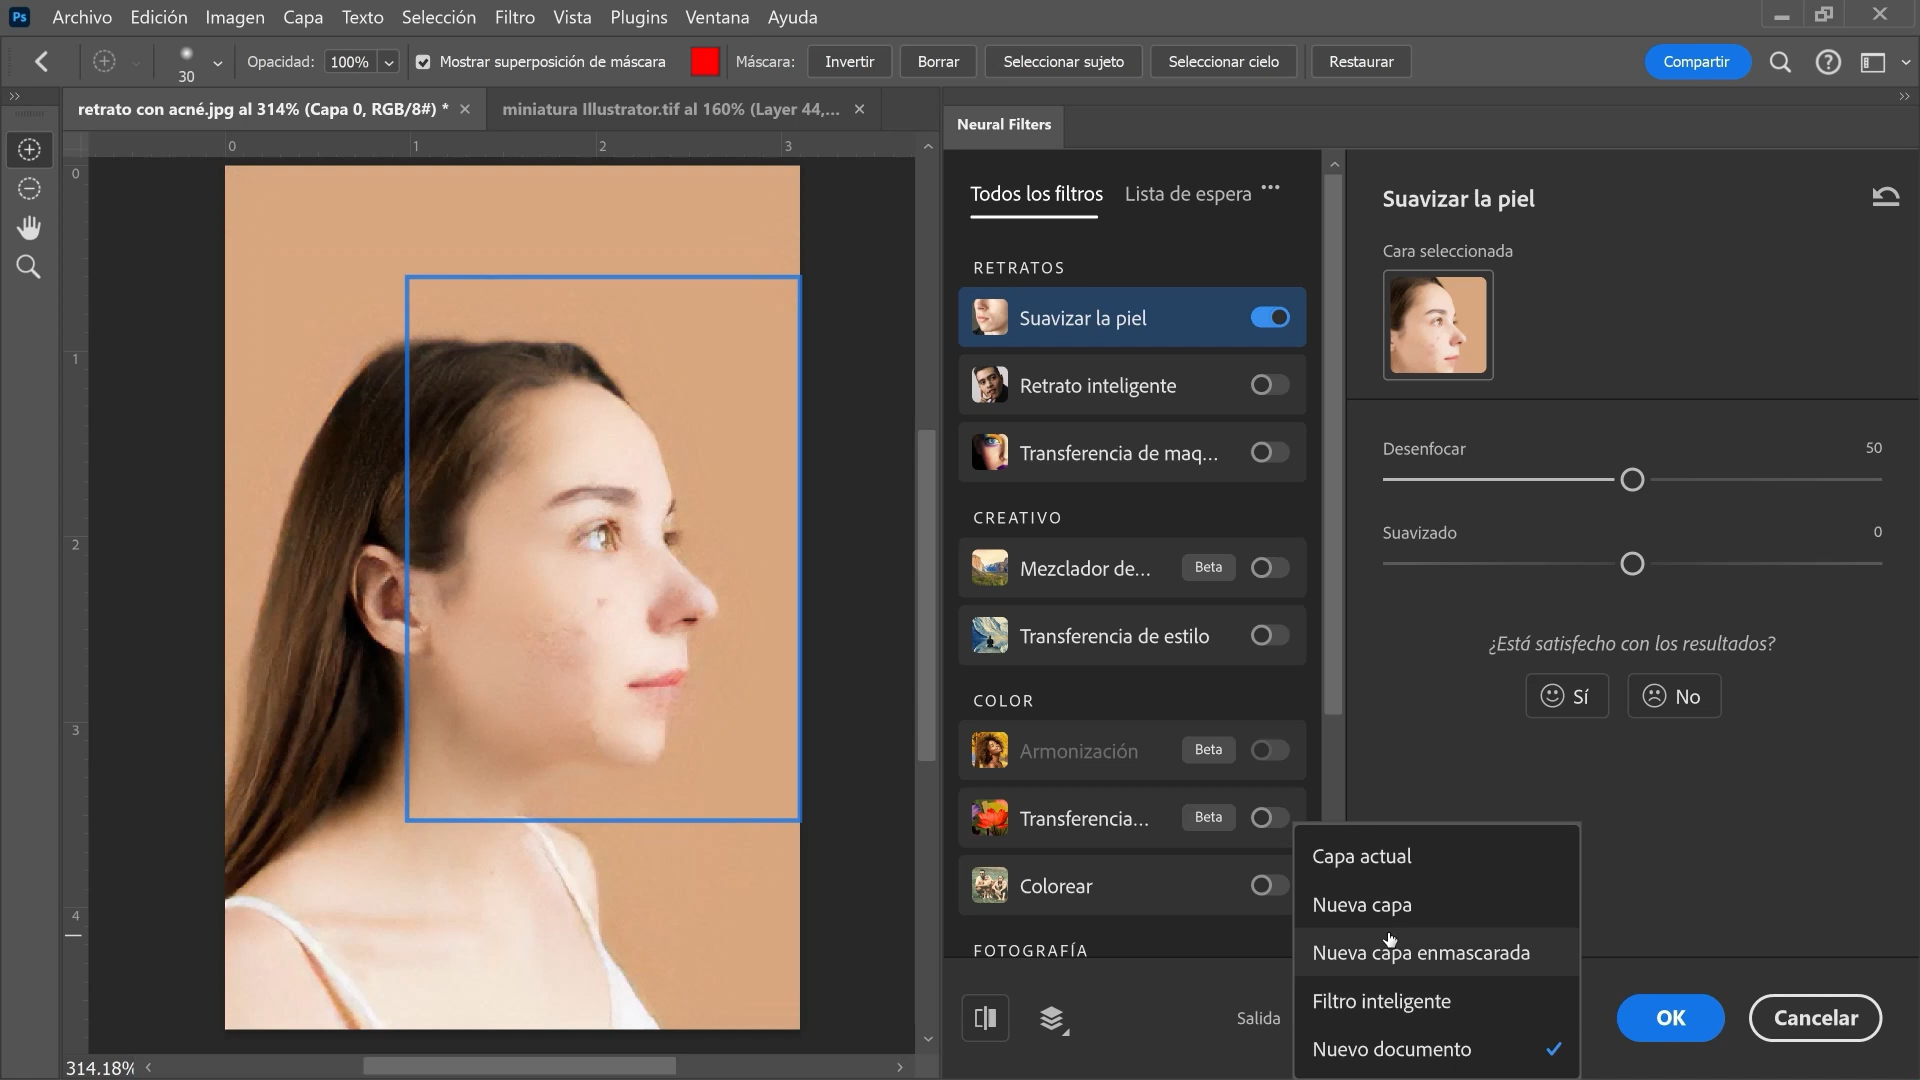 Ps Archivo Edición Imagen Capa Texto Selección Filtro Vista Plugins Ventana Ayuda
30 Opacidad: 100% Mostrar superposición de máscara Máscara: Invertir Borrar Seleccionar sujeto Seleccionar cielo Restaurar Compartir
retrato con acné.jpg al 314% (Capa 0, RGB/8#) * miniatura Illustrator.tif al 160% (Layer 44,...
0 1 2 3
0
1
2
3
4
314.18%
Neural Filters
Todos los filtros Lista de espera
RETRATOS
Suavizar la piel
Retrato inteligente
Transferencia de maq...
CREATIVO
Mezclador de... Beta
Transferencia de estilo
COLOR
Armonización Beta
Transferencia... Beta
Colorear
FOTOGRAFÍA
Salida
Suavizar la piel
Cara seleccionada
Desenfocar 50
Suavizado 0
¿Está satisfecho con los resultados?
Sí No
Capa actual
Nueva capa
Nueva capa enmascarada
Filtro inteligente
Nuevo documento
OK Cancelar